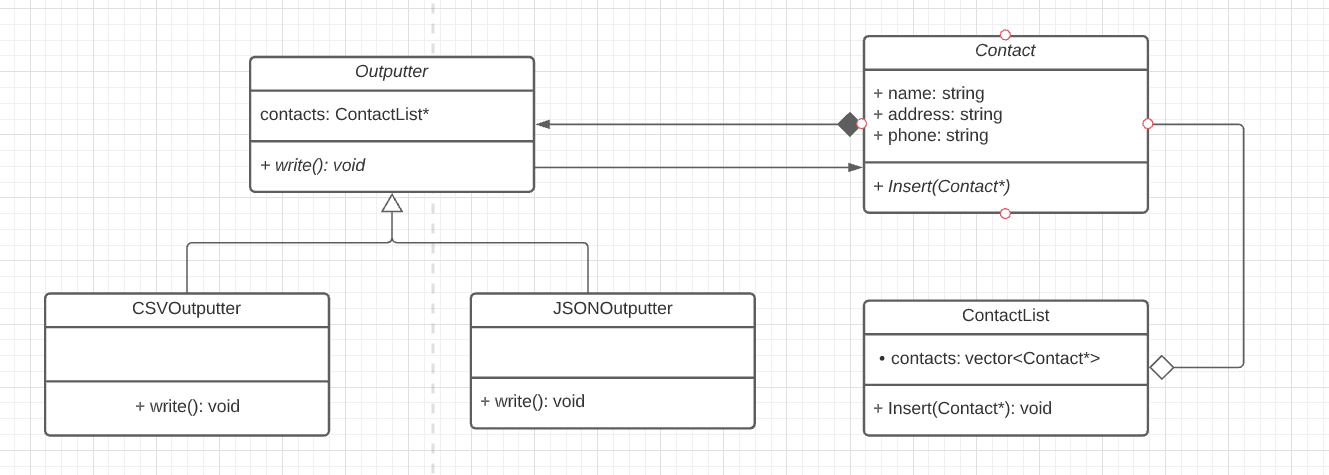 Outputter
contacts: ContactList*
+ write(): void
Contact
+ name: string
+ address: string
+ phone: string
+ Insert(Contact*)
CSVOutputter
+ write(): void
JSONOutputter
+ write(): void
ContactList
• contacts: vector<Contact*>
+ Insert(Contact*): void